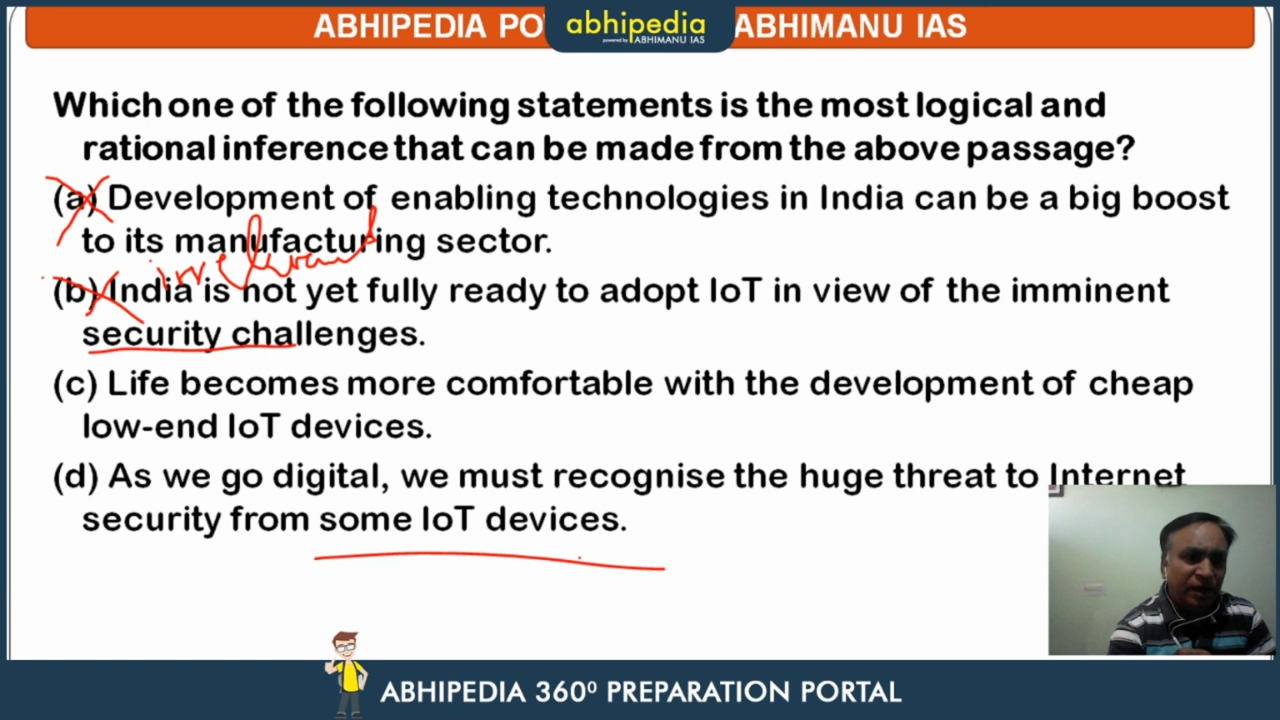 ABHIPEDIA PO
abhipedia
powered by ABHIMANU IAS
ABHIMANU IAS
Which one of the following statements is the most logical and
rational inference that can be made from the above passage?
(a) Development of enabling technologies in India can be a big boost
to its manufacturing sector.
irrelevant
(b) India is not yet fully ready to adopt IoT in view of the imminent
security challenges.
(c) Life becomes more comfortable with the development of cheap
low-end IoT devices.
(d) As we go digital, we must recognise the huge threat to Internet
security from some IoT devices.
ABHIPEDIA 360⁰ PREPARATION PORTAL